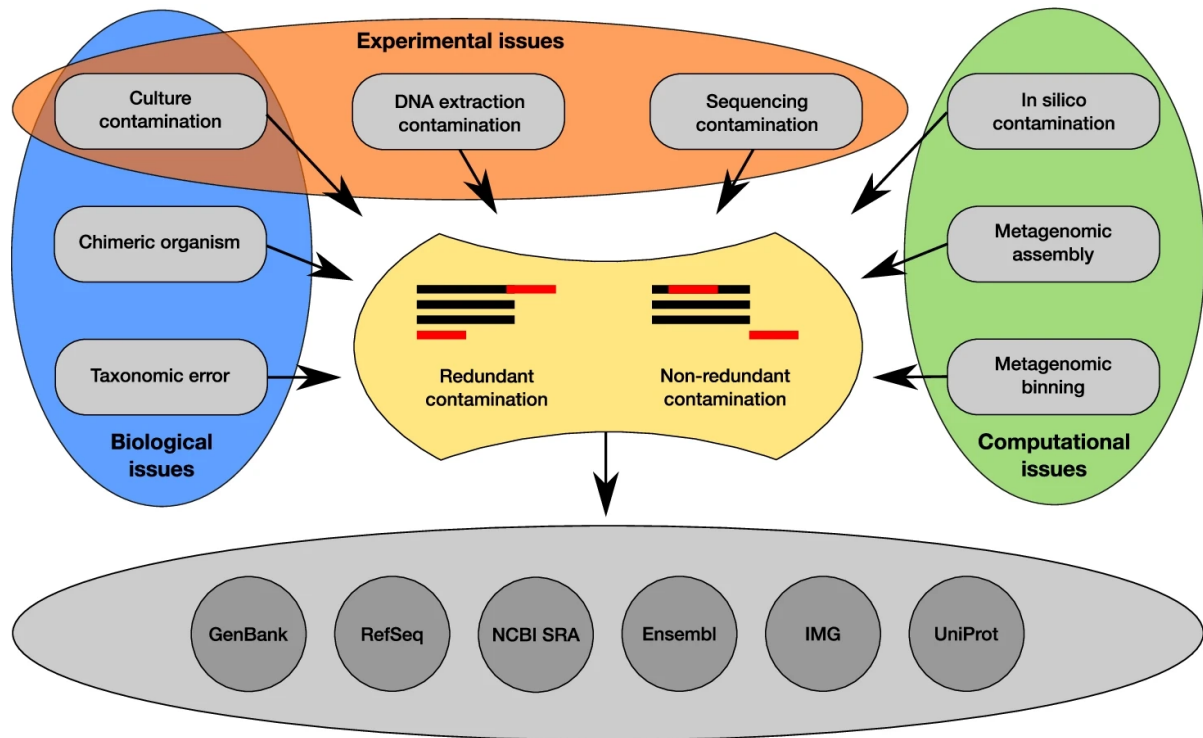 Experimental issues
Culture
contamination
DNA extraction
contamination
Sequencing
contamination
In silico
contamination
Chimeric organism
Metagenomic
assembly
Taxonomic error
Redundant
contamination
Non-redundant
contamination
Metagenomic
binning
Biological
issues
Computational
issues
GenBank
RefSeq
NCBI SRA
Ensembl
IMG
UniProt